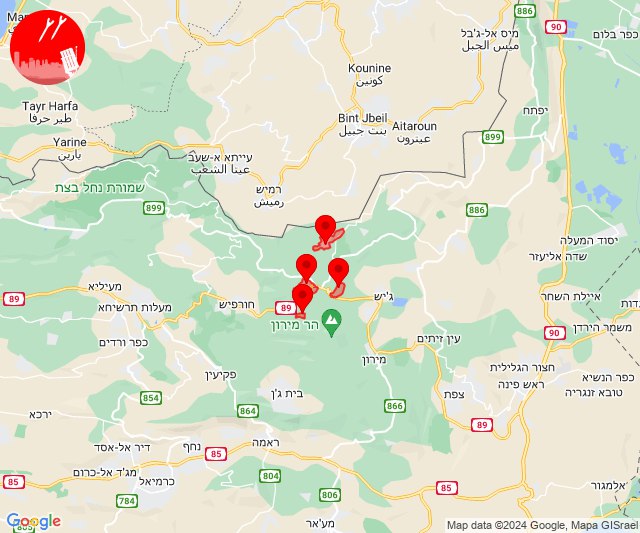 886
90
כפר בלום
מיס אל-ג'בל
ميس الجبل
Kounine
كونين
Tayr Harfa
طير حرفا
Bint Jbeil
بنت جبيل
Aitaroun
عيترون
יפתח
Yarine
يارين
899
עייתא א-שעב
عيتا الشعب
רמיש
رميش
שמורת נחל בצת
899
886
יסוד המעלה
שדה אליעזר
מעיליא
89
מעלות תרשיחא
חורפיש
89
ג'יש
איילת השחר
הר מירון
90
משמר הירדן
כפר ורדים
עין זיתים
מירון
חצור הגלילית
ראש פינה
כפר הנשיא
טובא זנגריה
פקיעין
בית ג'ן
צפת
854
864
866
89
ירכא
דיר אל-אסד
נחף
ראמה
85
מג'ד אל-כרום
85
כרמיאל
804
85
אלמגור
784
806
מע'אר
805
Google
Map data ©2024 Google, Mapa GISrael